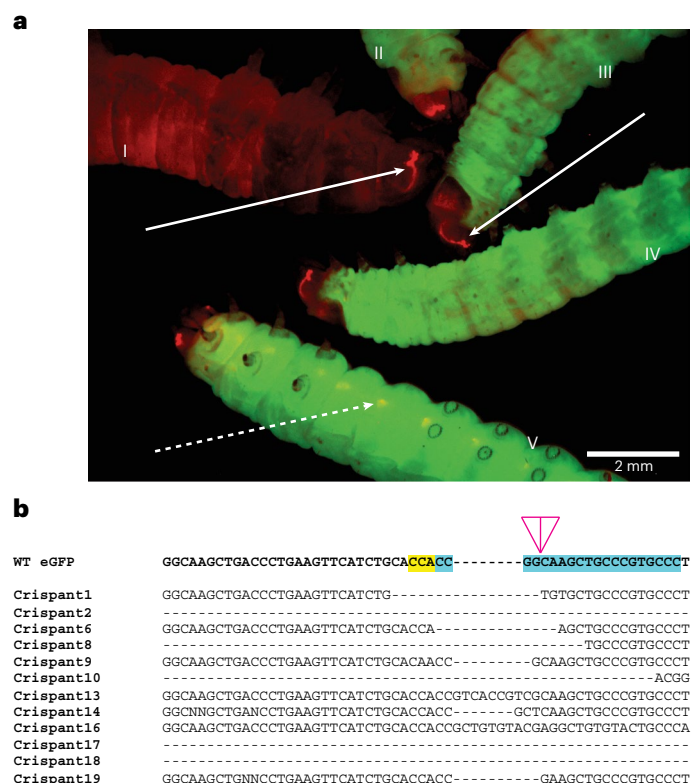 a
II
III
I
IV
V
2 mm
b
WT eGFP GGCAAGCTGACCCTGAAGTTCATCTGCACCACC--------GGCAAGCTGCCCGTGCCCT
Crispant1 GGCAAGCTGACCCTGAAGTTCATCTG-----------------TGTGCTGCCCGTGCCCT
Crispant2 ------------------------------------------------------------
Crispant6 GGCAAGCTGACCCTGAAGTTCATCTGCACCA--------------AGCTGCCCGTGCCCT
Crispant8 ------------------------------------------------TGCCCGTGCCCT
Crispant9 GGCAAGCTGACCCTGAAGTTCATCTGCACAACC---------GCAAGCTGCCCGTGCCCT
Crispant10 --------------------------------------------------------ACGG
Crispant13 GGCAAGCTGACCCTGAAGTTCATCTGCACCACCGTCACCGTCGCAAGCTGCCCGTGCCCT
Crispant14 GGCNNGCTGANCCTGAAGTTCATCTGCACCACC-------GCTCAAGCTGCCCGTGCCCT
Crispant16 GGCAAGCTGACCCTGAAGTTCATCTGCACCACCGCTGTGTACGAGGCTGTGTACTGCCCA
Crispant17 ------------------------------------------------------------
Crispant18 ------------------------------------------------------------
Crispant19 GGCAAGCTGNNCCTGAAGTTCATCTGCACCACC----------GAAGCTGCCCGTGCCCT